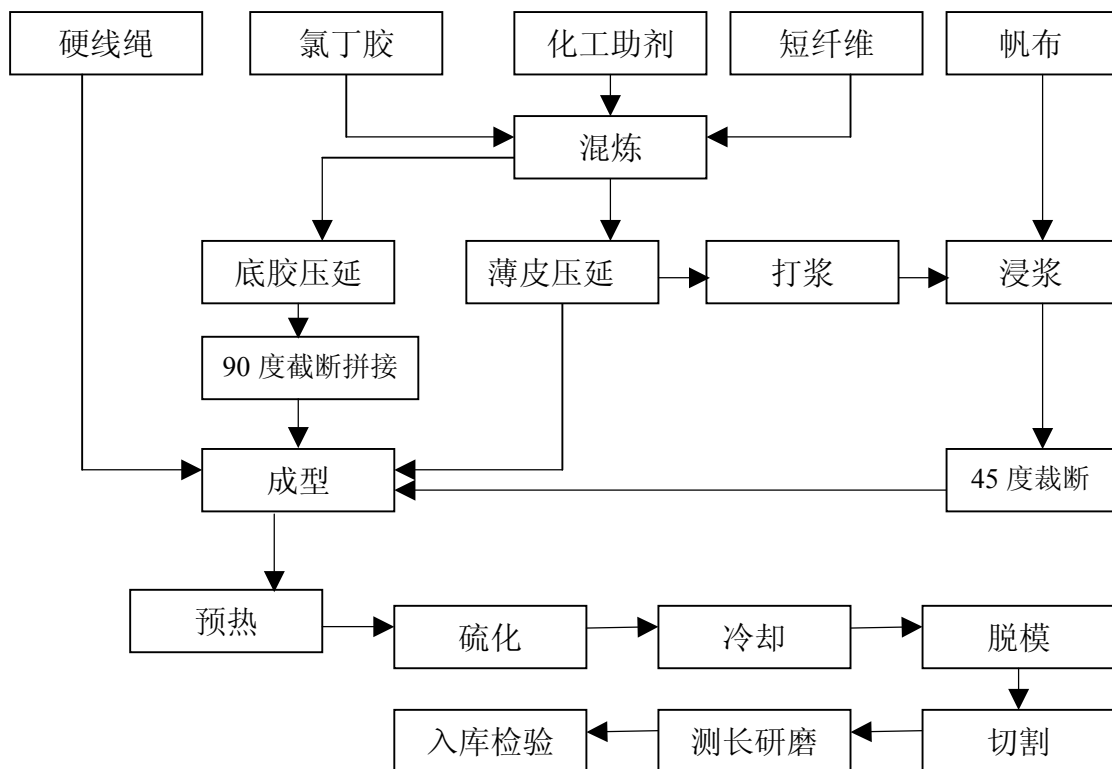 硬线绳
氯丁胶
化工助剂
短纤维
帆布
混炼
底胶压延
薄皮压延
打浆
浸浆
90 度截断拼接
成型
45 度裁断
预热
硫化
冷却
脱模
入库检验
测长研磨
切割